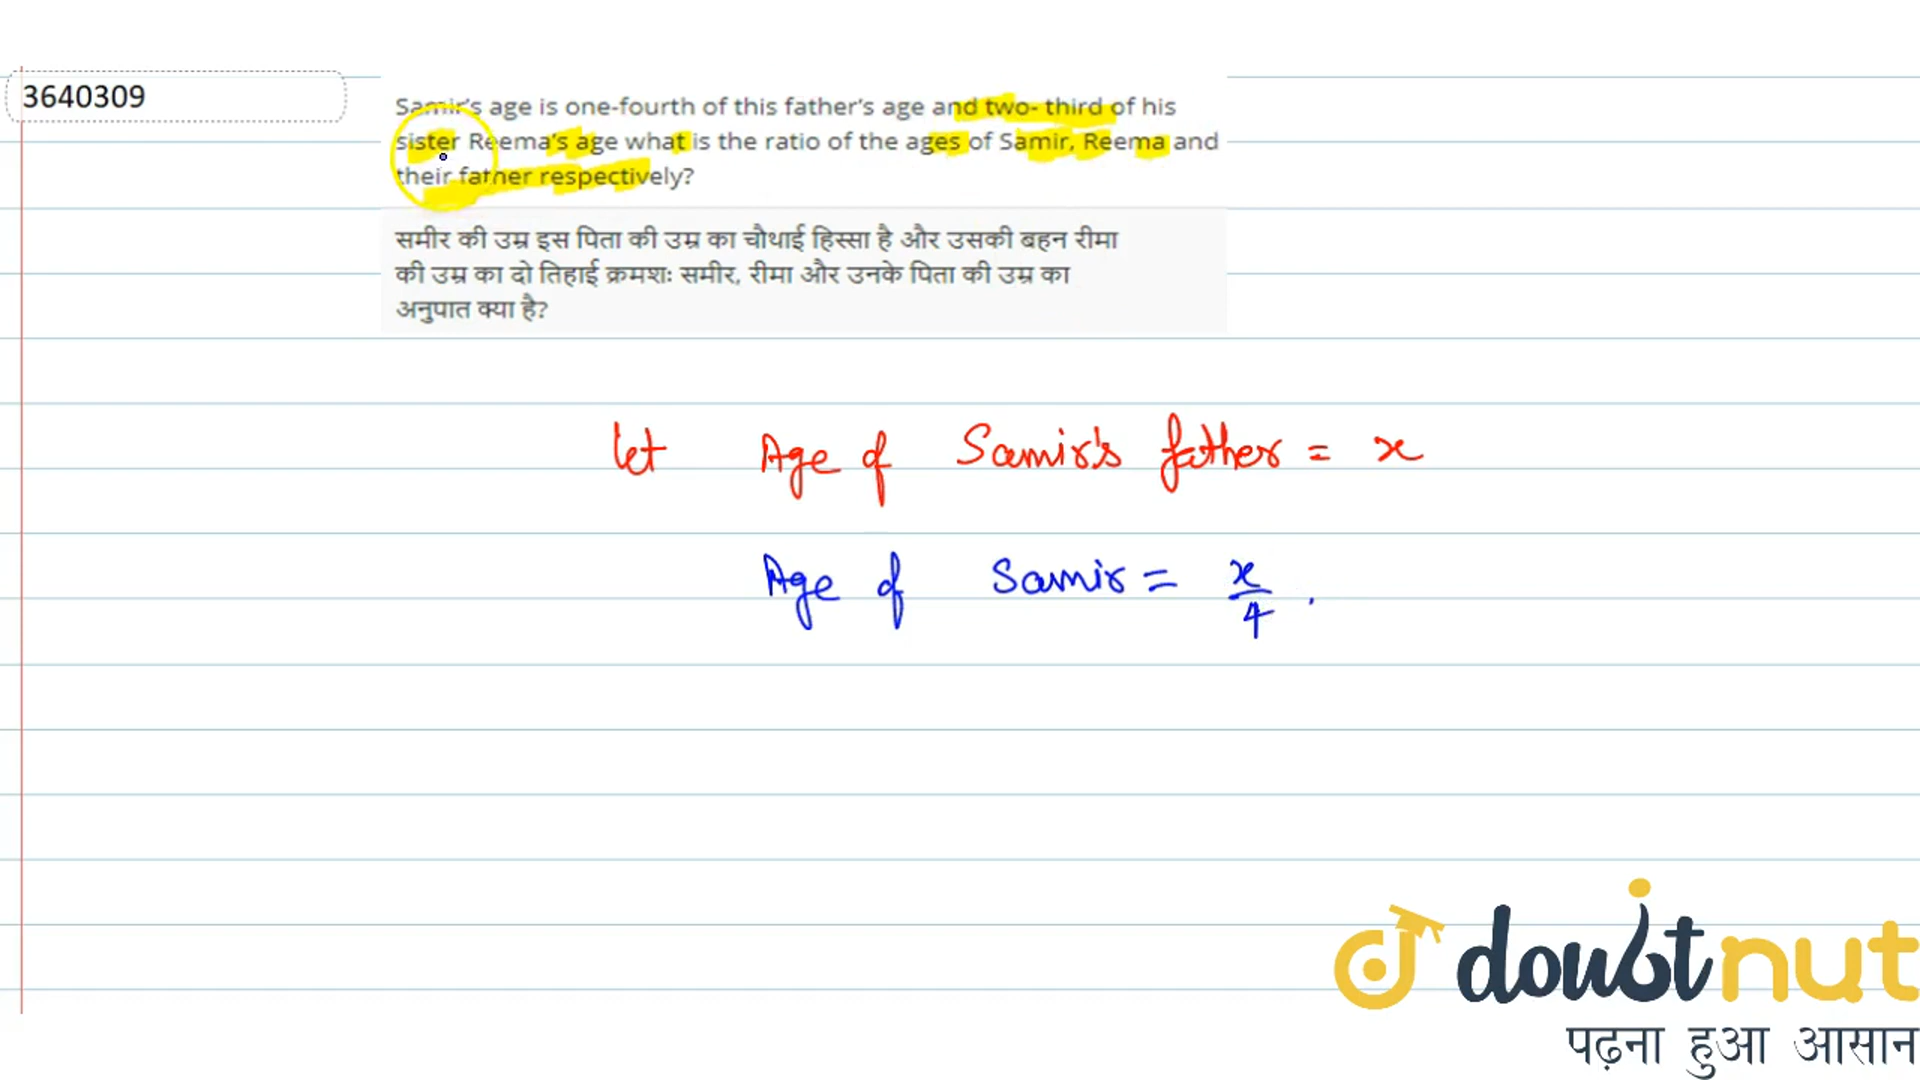 3640309
Samir's age is one-fourth of this father's age and two- third of his
sister Reema's age what is the ratio of the ages of Samir, Reema and
their father respectively?
समीर की उम्र इस पिता की उम्र का चौथाई हिस्सा है और उसकी बहन रीमा
की उम्र का दो तिहाई क्रमशः समीर, रीमा और उनके पिता की उम्र का
अनुपात क्या है?
let Age of Samir's father = x
Age of Samir = x/4 .
doubtnut
पढ़ना हुआ आसान